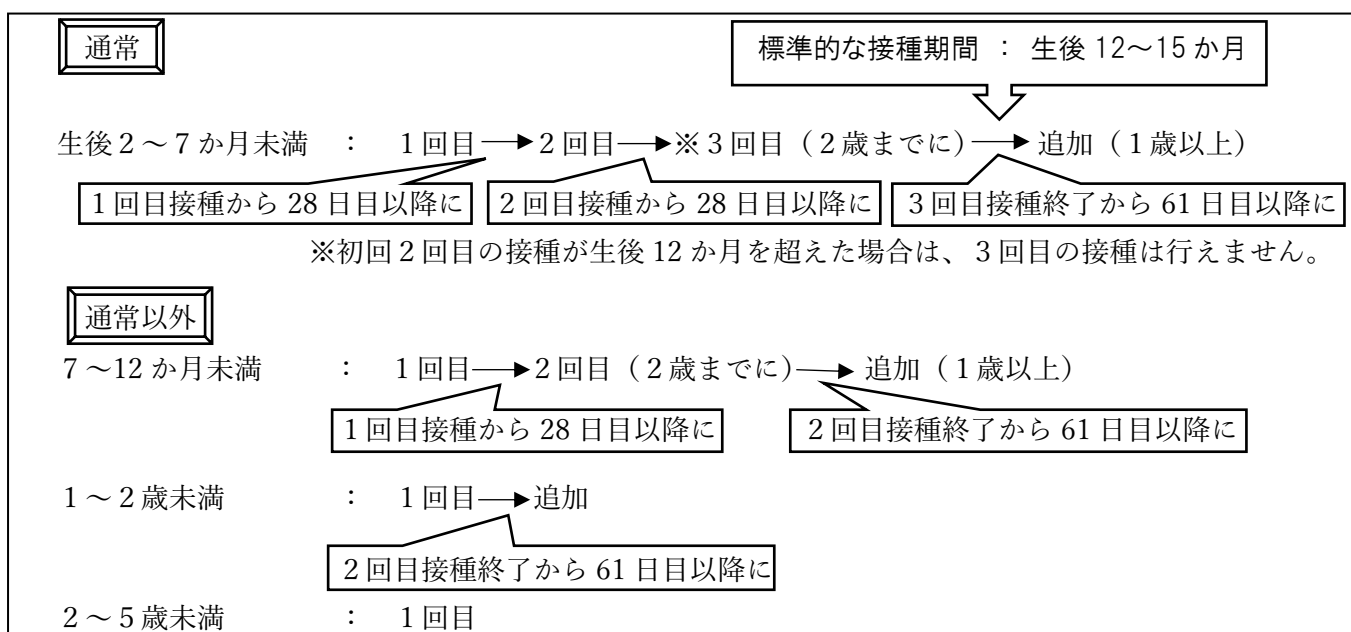 通常
標準的な接種期間 : 生後 12～15 か月
生後２～７か月未満 : １回目→２回目→※３回目（２歳までに）→追加（１歳以上）
１回目接種から 28 日目以降に ２回目接種から 28 日目以降に ３回目接種終了から 61 日目以降に
※初回２回目の接種が生後 12 か月を超えた場合は、３回目の接種は行えません。
通常以外
７～12 か月未満 : １回目→２回目（２歳までに）→追加（１歳以上）
１回目接種から 28 日目以降に ２回目接種終了から 61 日目以降に
１～２歳未満 : １回目→追加
２回目接種終了から 61 日目以降に
２～５歳未満 : １回目